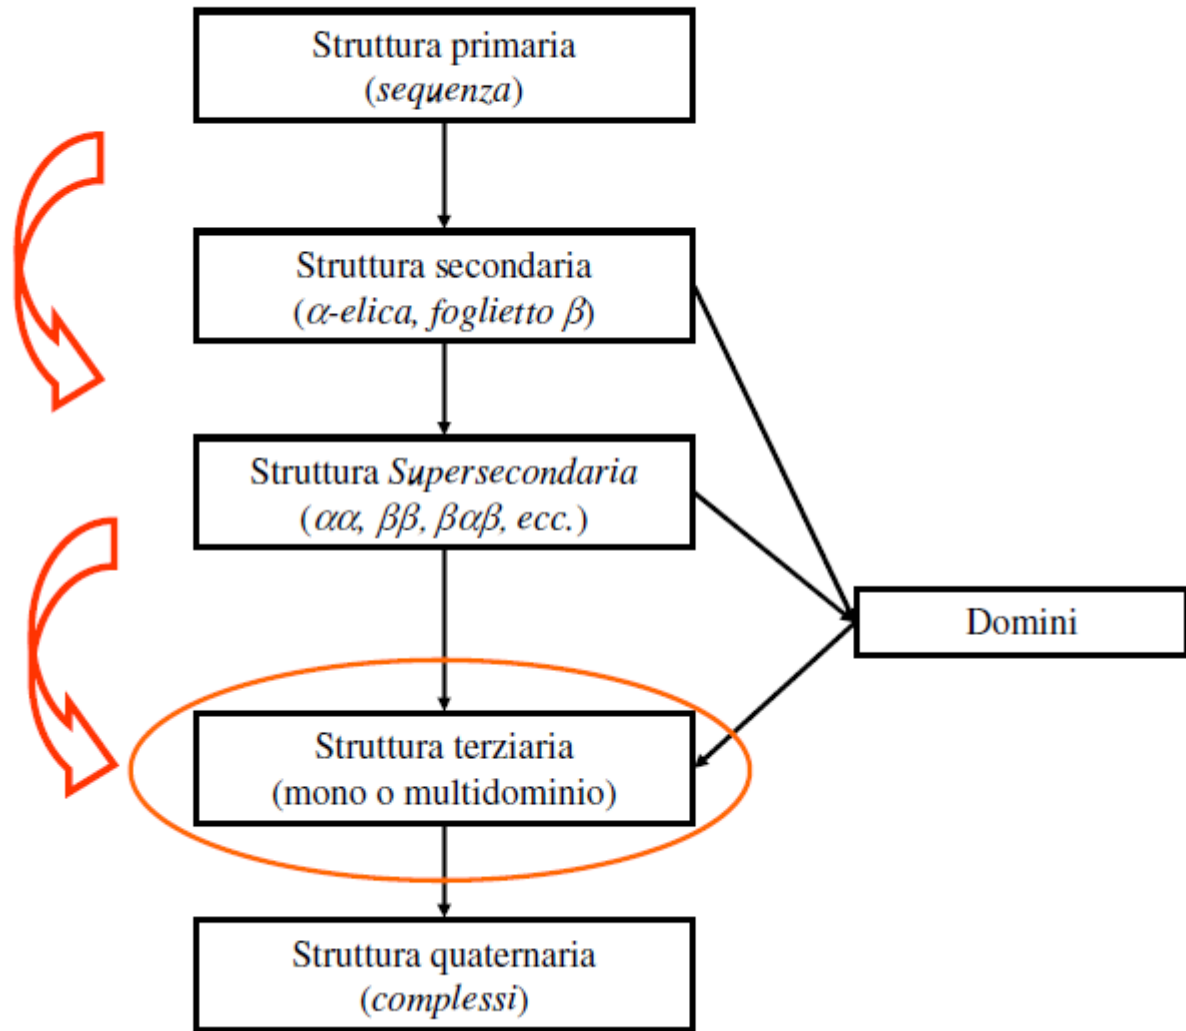 Struttura primaria
(sequenza)
Struttura secondaria
(α-elica, foglietto β)
Struttura Supersecondaria
(αα, ββ, βαβ, ecc.)
Domini
Struttura terziaria
(mono o multidominio)
Struttura quaternaria
(complessi)